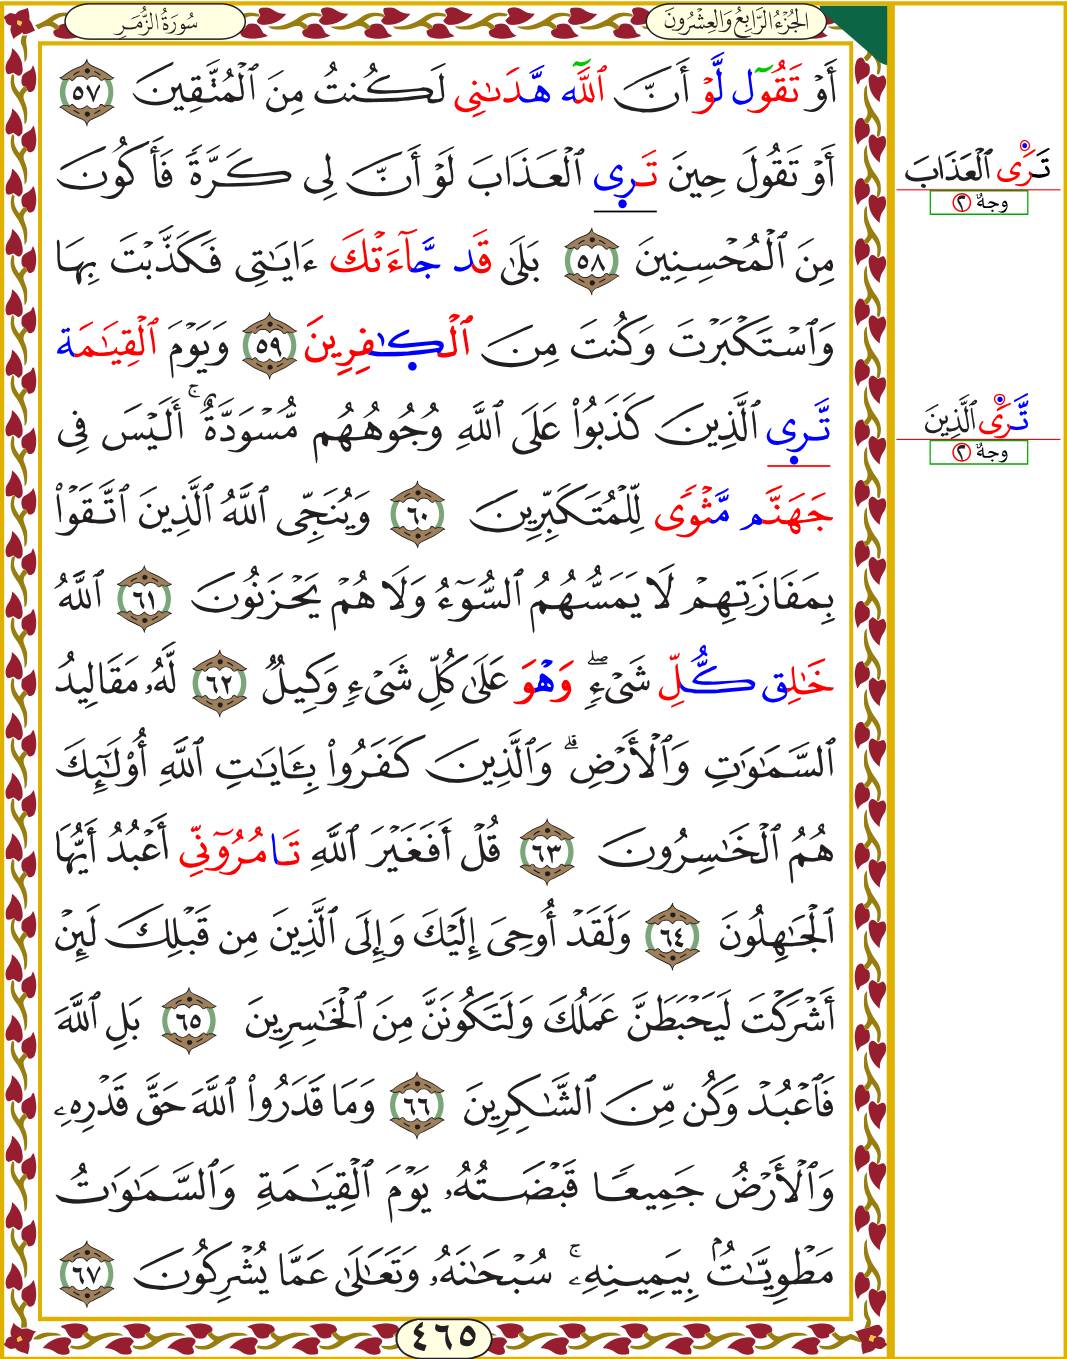 سُورَةُ الزُّمَرِ
الجُزْءُ الرَّابِعُ وَالعِشْرُونَ
أَوۡ تَقُوٓل لَّوۡ أَنَّ ٱللَّٓه هَّدَىٰنِي لَكُنتُ مِنَ ٱلۡمُتَّقِينَ ٥٧
أَوۡ تَقُولَ حِينَ تَرِي ٱلۡعَذَابَ لَوۡ أَنَّ لِي كَرَّةٗ فَأَكُونَ
تَرَى ٱلۡعَذَابَ
وجهٌ ٢
مِنَ ٱلۡمُحۡسِنِينَ ٥٨ بَلَىٰ قَد جَّآءَتۡكَ ءَايَٰتِي فَكَذَّبۡتَ بِهَا
وَٱسۡتَكۡبَرۡتَ وَكُنتَ مِنَ ٱلۡكٰفِرِينَ ٥٩ وَيَوۡمَ ٱلۡقِيَٰمَة
تَّرِي ٱلَّذِينَ كَذَبُواْ عَلَى ٱللَّهِ وُجُوهُهُم مُّسۡوَدَّةٌۚ أَلَيۡسَ فِي
تَّرَى ٱلَّذِينَ
وجهٌ ٢
جَهَنَّم مَّثۡوٗى لِّلۡمُتَكَبِّرِينَ ٦٠ وَيُنَجِّي ٱللَّهُ ٱلَّذِينَ ٱتَّقَوۡاْ
بِمَفَازَتِهِمۡ لَا يَمَسُّهُمُ ٱلسُّوٓءُ وَلَا هُمۡ يَحۡزَنُونَ ٦١ ٱللَّهُ
خَٰلِق كُّلِّ شَيۡءٖۖ وَهۡوَ عَلَىٰ كُلِّ شَيۡءٖ وَكِيلٞ ٦٢ لَّهُۥ مَقَالِيدُ
ٱلسَّمَٰوَٰتِ وَٱلۡأَرۡضِۗ وَٱلَّذِينَ كَفَرُواْ بِـَٔايَٰتِ ٱللَّهِ أُوْلَٰٓئِكَ
هُمُ ٱلۡخَٰسِرُونَ ٦٣ قُلۡ أَفَغَيۡرَ ٱللَّهِ تَامُرُوٓنِّي أَعۡبُدُ أَيُّهَا
ٱلۡجَٰهِلُونَ ٦٤ وَلَقَدۡ أُوحِيَ إِلَيۡكَ وَإِلَى ٱلَّذِينَ مِن قَبۡلِكَ لَئِنۡ
أَشۡرَكۡتَ لَيَحۡبَطَنَّ عَمَلُكَ وَلَتَكُونَنَّ مِنَ ٱلۡخَٰسِرِينَ ٦٥ بَلِ ٱللَّهَ
فَٱعۡبُدۡ وَكُن مِّنَ ٱلشَّٰكِرِينَ ٦٦ وَمَا قَدَرُواْ ٱللَّهَ حَقَّ قَدۡرِهِۦ
وَٱلۡأَرۡضُ جَمِيعٗا قَبۡضَتُهُۥ يَوۡمَ ٱلۡقِيَٰمَةِ وَٱلسَّمَٰوَٰتُ
مَطۡوِيَّٰتُۢ بِيَمِينِهِۦۚ سُبۡحَٰنَهُۥ وَتَعَٰلَىٰ عَمَّا يُشۡرِكُونَ ٦٧
٤٦٥